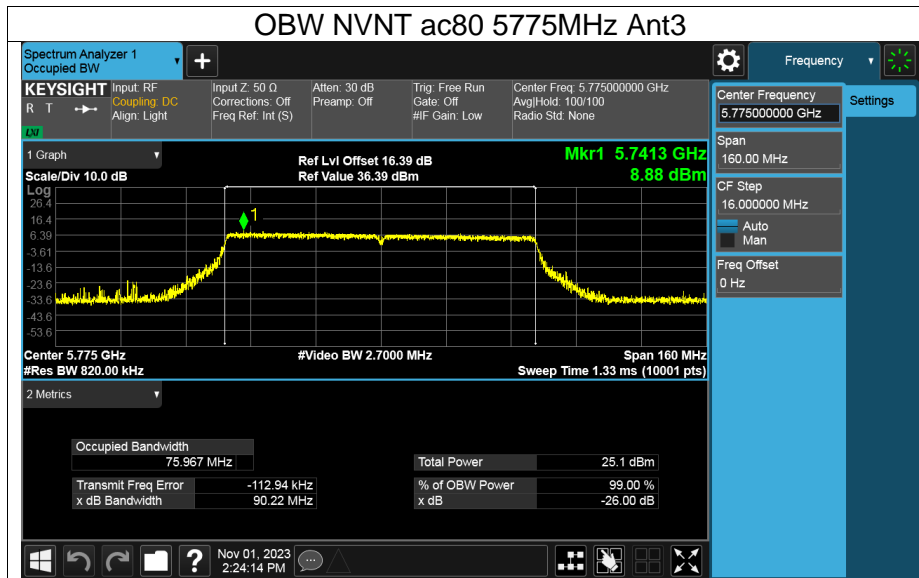 OBW NVNT ac80 5775MHz Ant3
Spectrum Analyzer 1
Occupied BW
+
Frequency
KEYSIGHT
R T
LXI
Input: RF
Coupling: DC
Align: Light
Input Z: 50 Ω
Corrections: Off
Freq Ref: Int (S)
Atten: 30 dB
Preamp: Off
Trig: Free Run
Gate: Off
#IF Gain: Low
Center Freq: 5.775000000 GHz
Avg|Hold: 100/100
Radio Std: None
Center Frequency
5.775000000 GHz
Settings
Span
160.00 MHz
CF Step
16.000000 MHz
Auto
Man
Freq Offset
0 Hz
1 Graph
Ref Lvl Offset 16.39 dB
Mkr1 5.7413 GHz
Scale/Div 10.0 dB
Ref Value 36.39 dBm
8.88 dBm
Log
26.4
16.4
6.39
-3.61
-13.6
-23.6
-33.6
-43.6
-53.6
1
Center 5.775 GHz
#Video BW 2.7000 MHz
Span 160 MHz
#Res BW 820.00 kHz
Sweep Time 1.33 ms (10001 pts)
2 Metrics
Occupied Bandwidth
75.967 MHz
Total Power 25.1 dBm
Transmit Freq Error -112.94 kHz
% of OBW Power 99.00 %
x dB Bandwidth 90.22 MHz
x dB -26.00 dB
?
Nov 01, 2023
2:24:14 PM